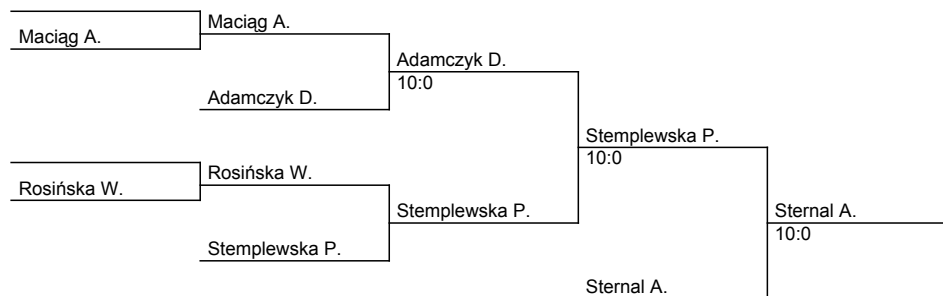 Maciąg A.
Maciąg A.
Adamczyk D.
10:0
Adamczyk D.
Stemplewska P.
10:0
Rosińska W.
Rosińska W.
Stemplewska P.
Sternal A.
10:0
Stemplewska P.
Sternal A.